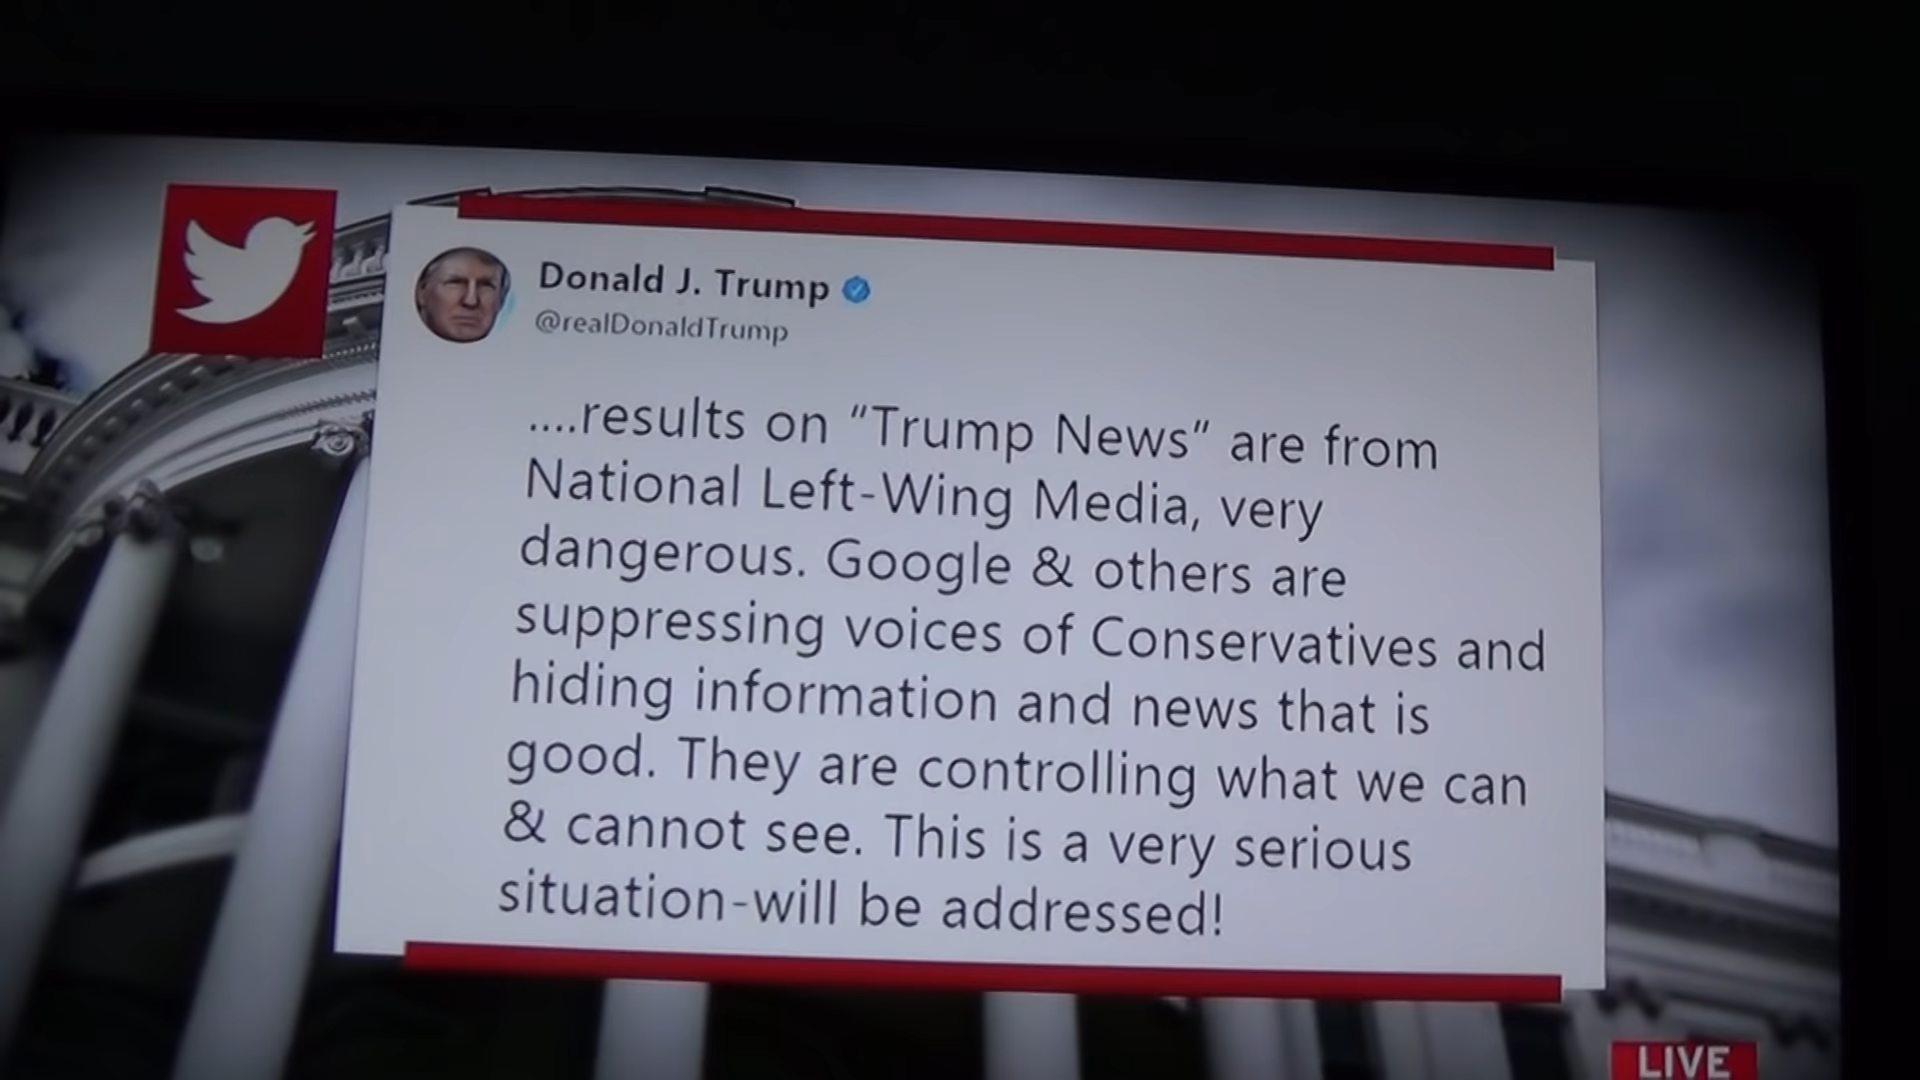 Donald J. Trump
@realDonaldTrump
....results on "Trump News" are from
National Left-Wing Media, very
dangerous. Google & others are
suppressing voices of Conservatives and
hiding information and news that is
good. They are controlling what we can
& cannot see. This is a very serious
situation-will be addressed!
LIVE